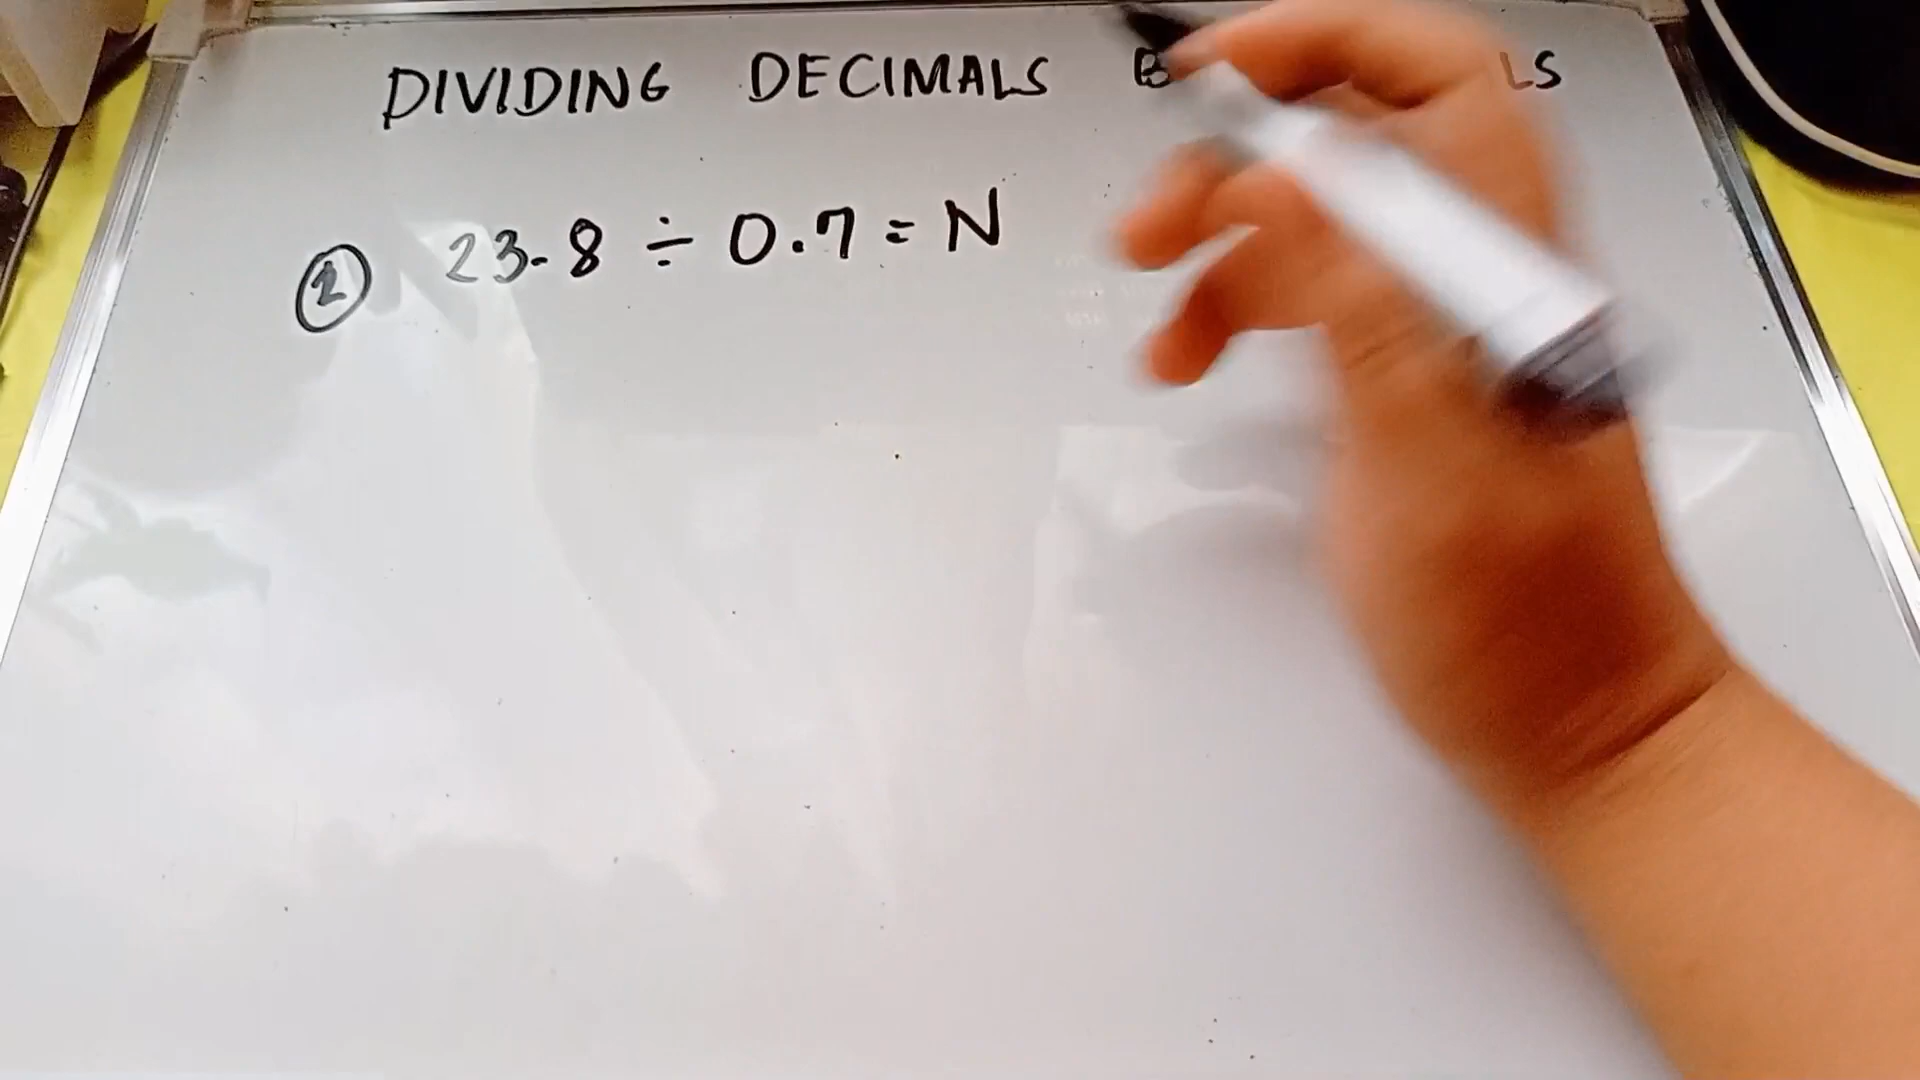 DIVIDING DECIMALS B LS
② 23.8 ÷ 0.7 = N